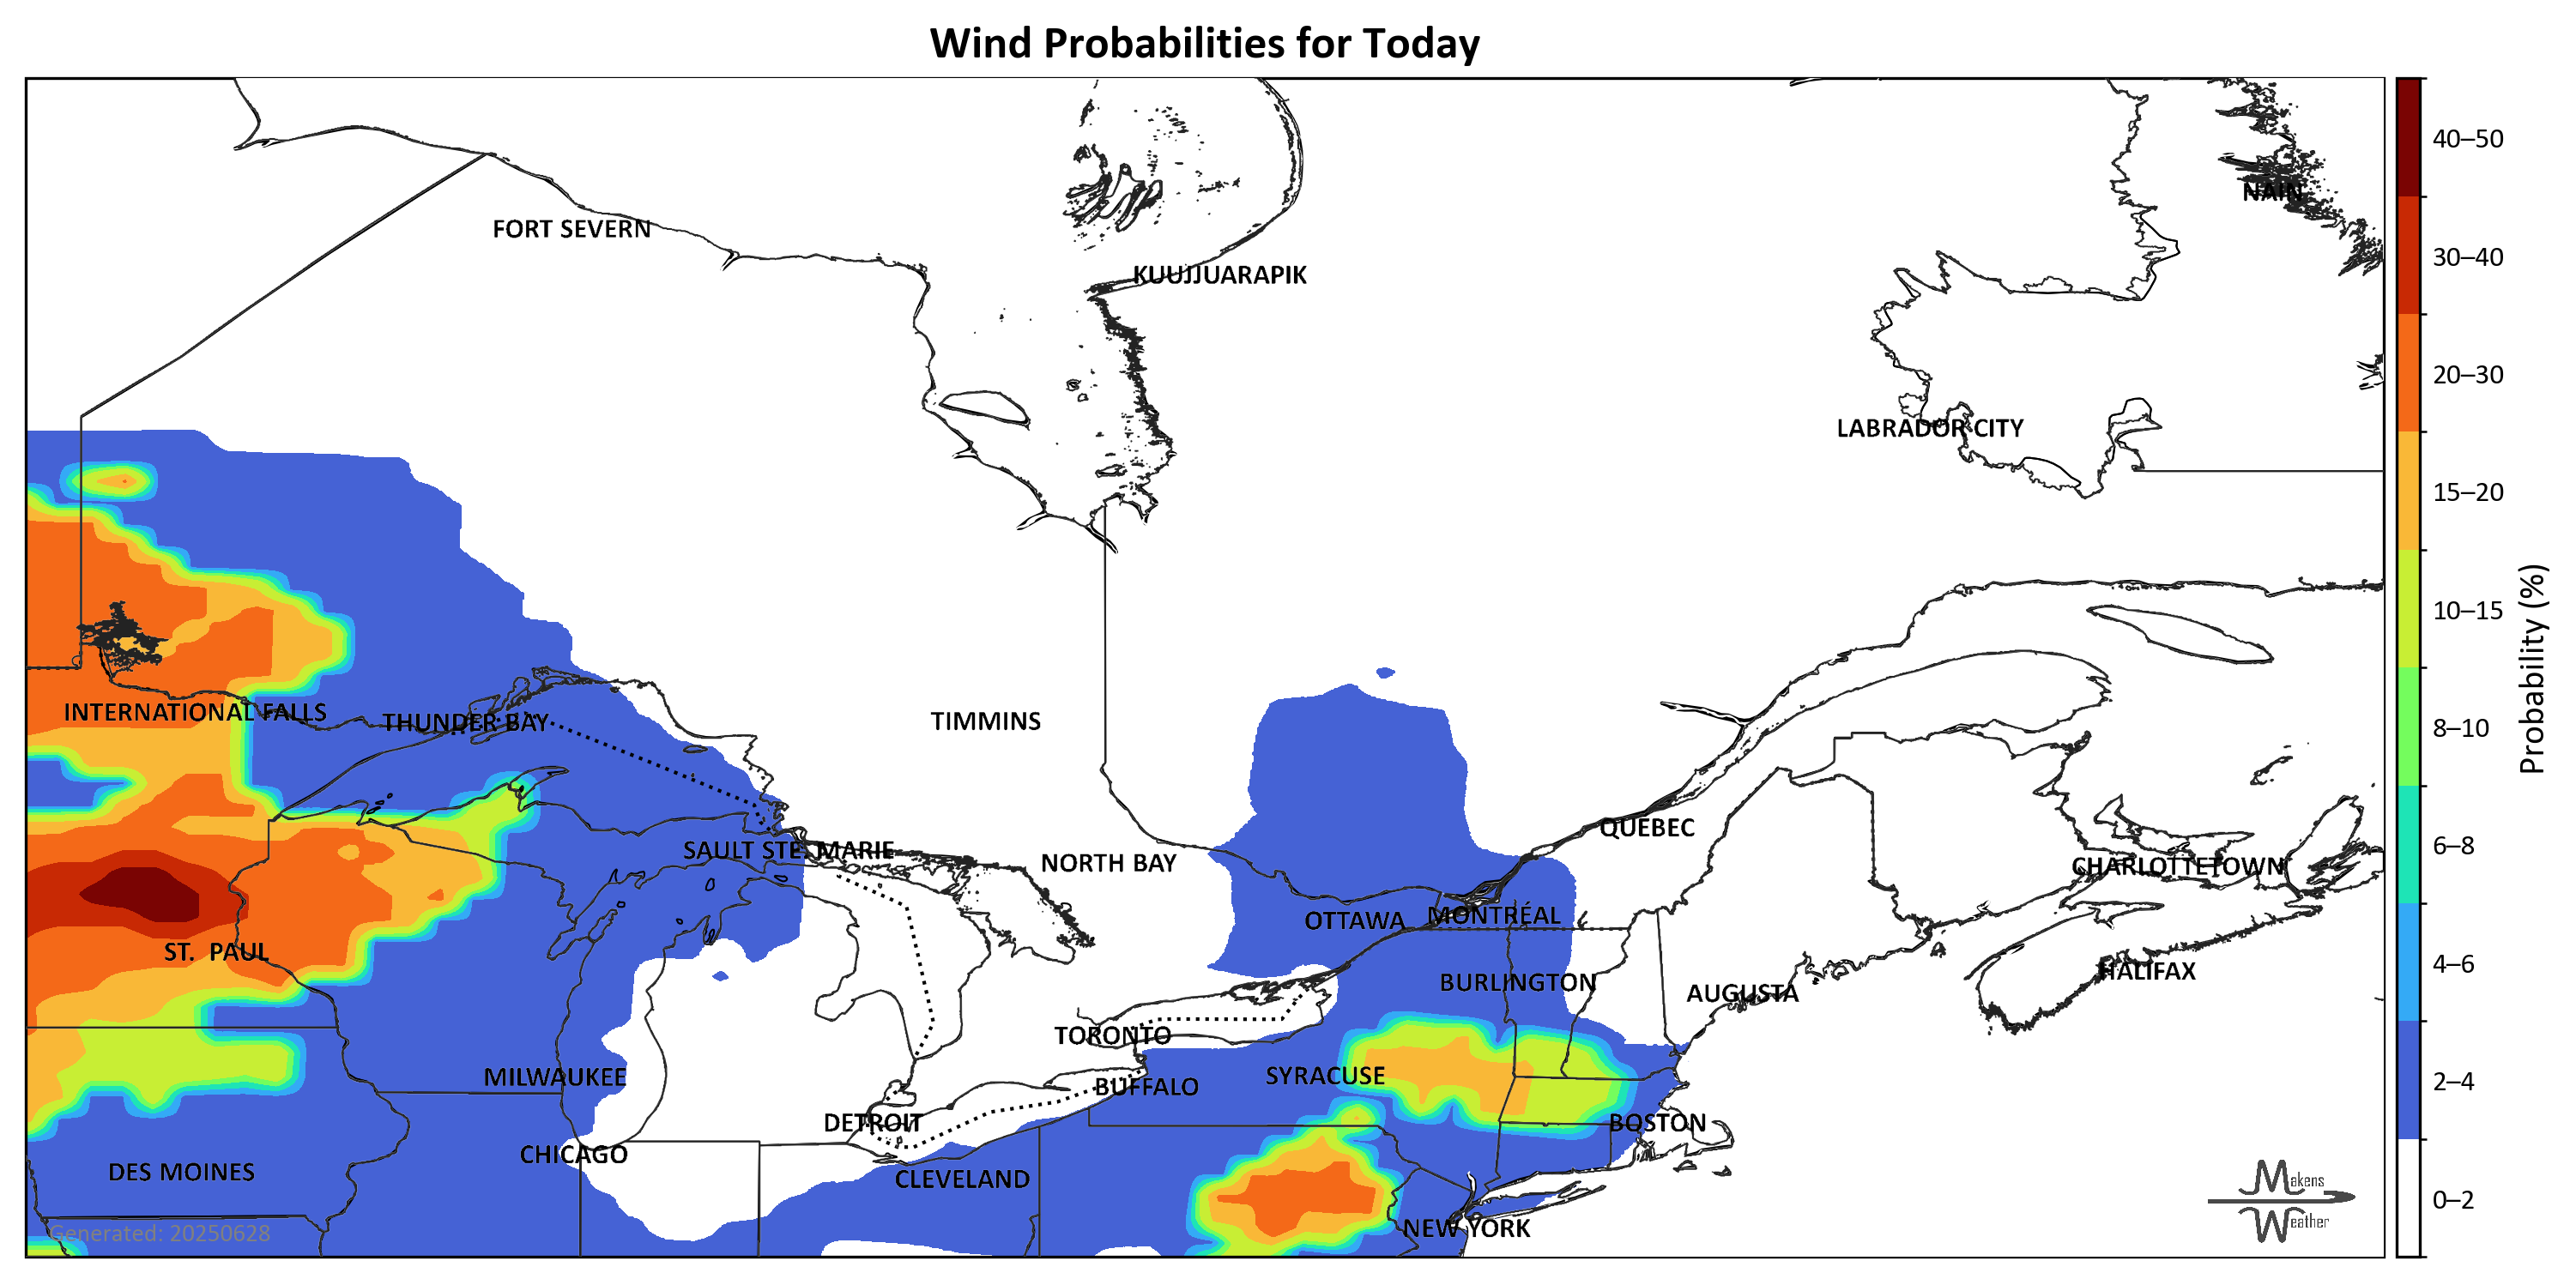 Wind Probabilities for Today
40–50
NAIN
FORT SEVERN
30–40
KUUJJUARAPIK
20–30
LABRADOR CITY
15–20
10–15
Probability (%)
INTERNATIONAL FALLS
THUNDER BAY
TIMMINS
8–10
QUEBEC
SAULT STE. MARIE
NORTH BAY
6–8
CHARLOTTETOWN
OTTAWA
MONTRÉAL
ST. PAUL
4–6
HALIFAX
BURLINGTON
AUGUSTA
TORONTO
MILWAUKEE
BUFFALO
SYRACUSE
2–4
DETROIT
BOSTON
CHICAGO
DES MOINES
CLEVELAND
Makens
Weather
0–2
NEW YORK
Generated: 20250628